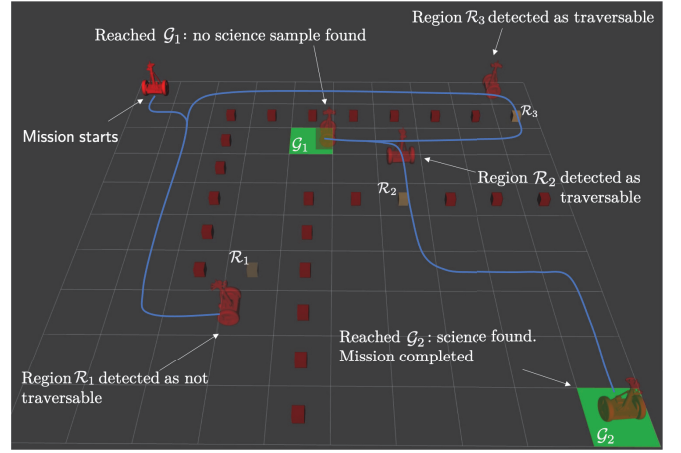 Region R₃ detected as
traversable
Reached G₁: no science sample found
R₃
Mission starts
G₁
Region R₂ detected as
traversable
R₂
R₁
Reached G₂: science found.
Mission completed
Region R₁ detected as not
traversable
G₂